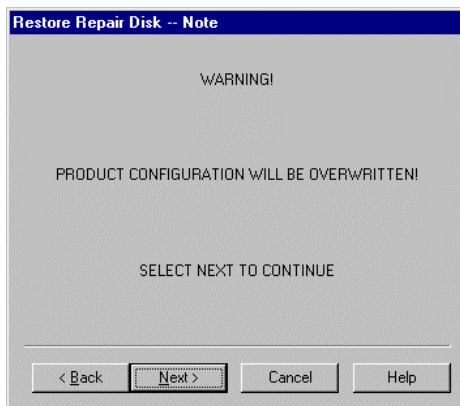 Restore Repair Disk -- Note
WARNING!
PRODUCT CONFIGURATION WILL BE OVERWRITTEN!
SELECT NEXT TO CONTINUE
< Back Next > Cancel Help